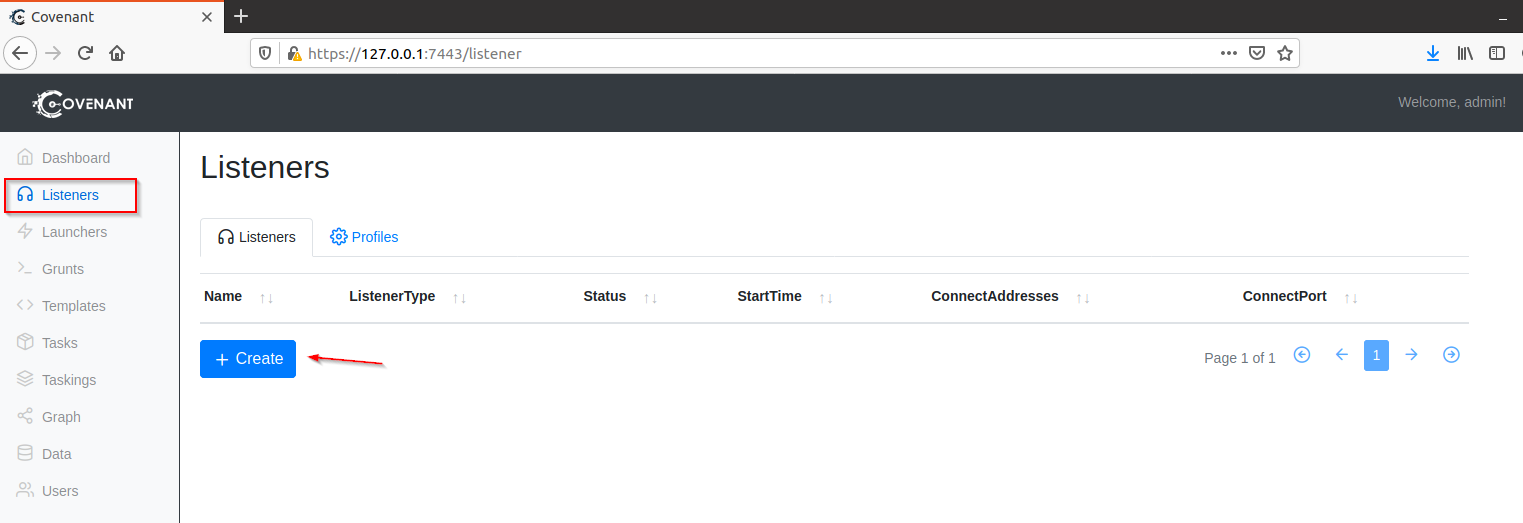 Covenant
https://127.0.0.1:7443/listener
COVENANT
Welcome, admin!
Dashboard
Listeners
Launchers
Grunts
Templates
Tasks
Taskings
Graph
Data
Users
Listeners
Listeners Profiles
Name ↑↓ ListenerType ↑↓ Status ↑↓ StartTime ↑↓ ConnectAddresses ↑↓ ConnectPort ↑↓
+ Create
Page 1 of 1 1